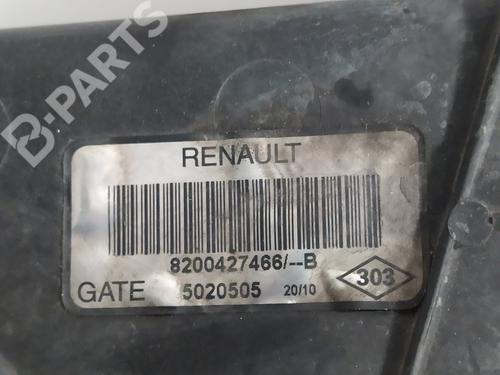 B-PARTS
RENAULT
8200427466/--B
GATE 5020505 20/10 303